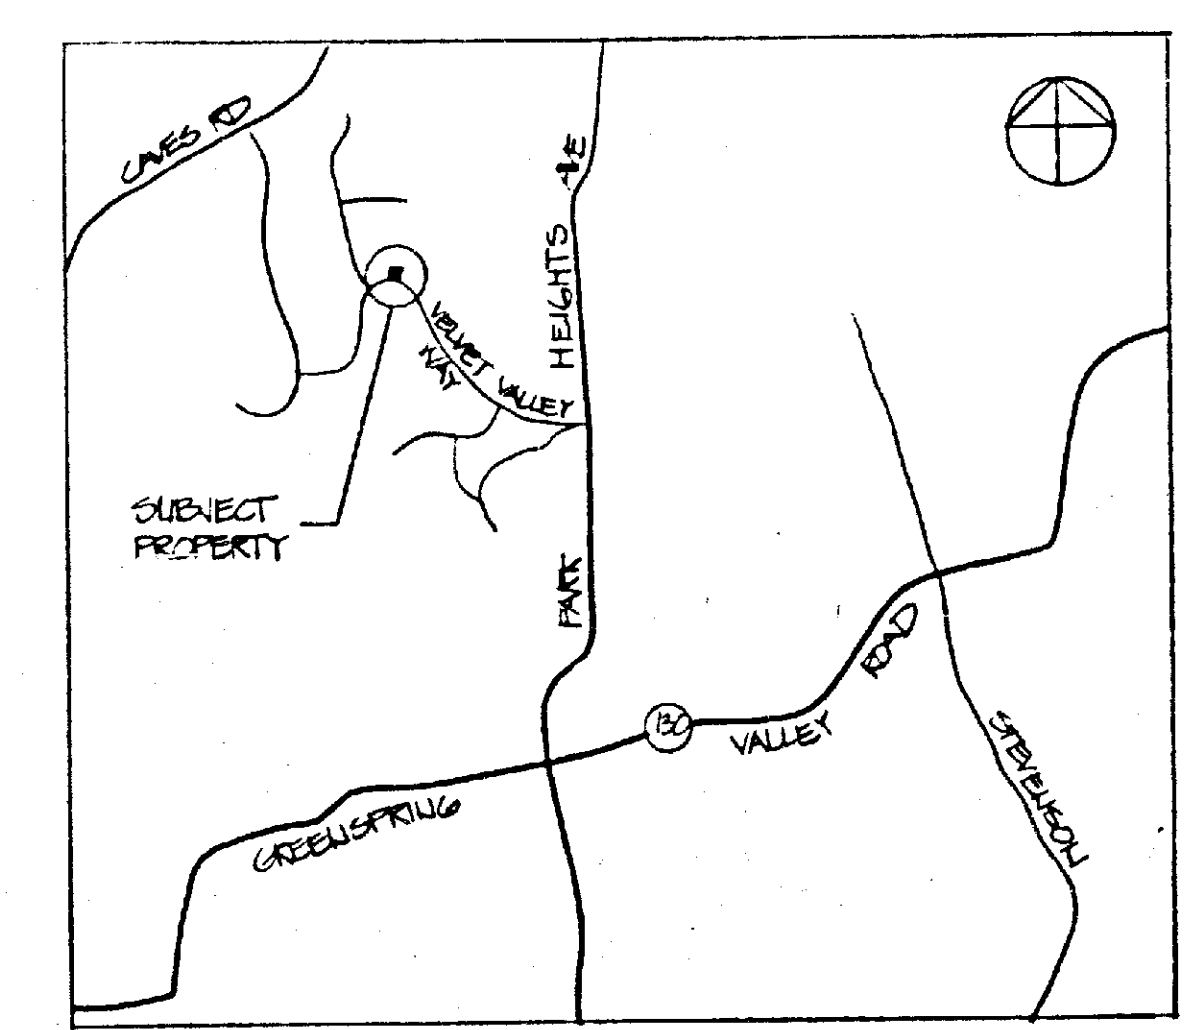 CAVES RD
PARK HEIGHTS AVE
VELVET VALLEY
WAY
SUBJECT
PROPERTY
GREENSPRING VALLEY ROAD
130
STEVENSON